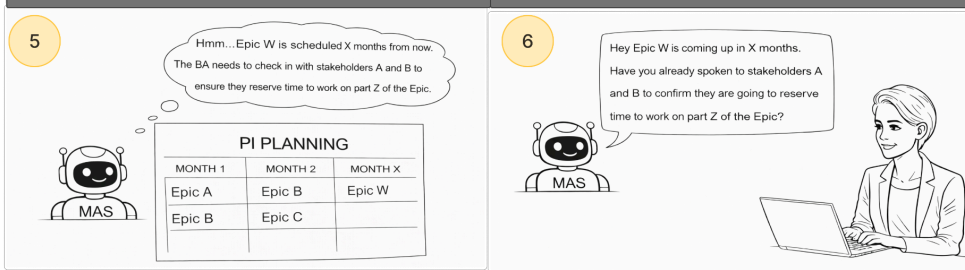 5
Hmm...Epic W is scheduled X months from now.
The BA needs to check in with stakeholders A and B to
ensure they reserve time to work on part Z of the Epic.
PI PLANNING
MONTH 1 MONTH 2 MONTH X
Epic A Epic B Epic W
Epic B Epic C
MAS
6
Hey Epic W is coming up in X months.
Have you already spoken to stakeholders A
and B to confirm they are going to reserve
time to work on part Z of the Epic?
MAS